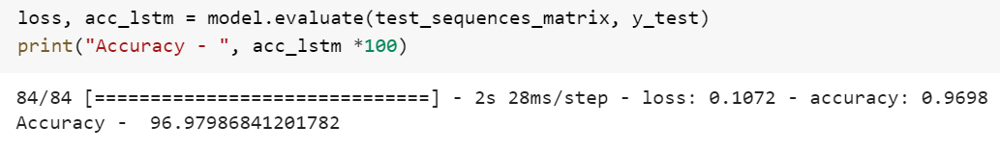 loss, acc_lstm = model.evaluate(test_sequences_matrix, y_test)
print("Accuracy - ", acc_lstm *100)
84/84 [==============================] - 2s 28ms/step - loss: 0.1072 - accuracy: 0.9698
Accuracy -  96.97986841201782